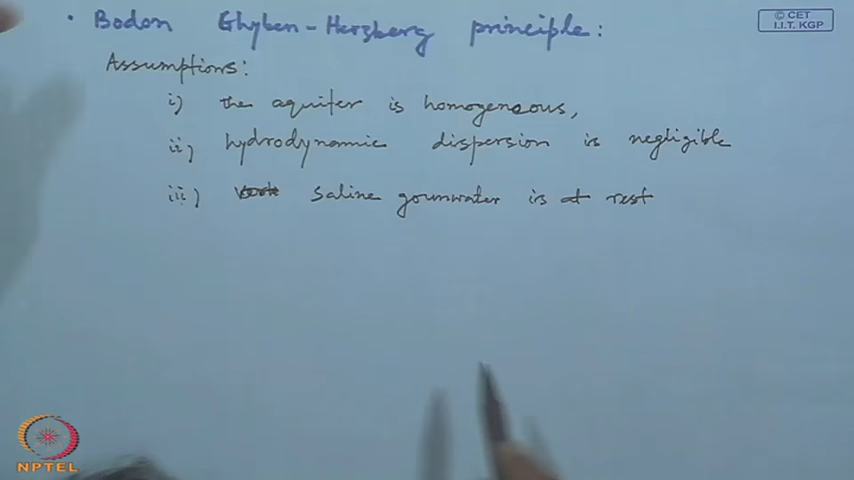 • Badon Ghyben-Herzberg principle:
© CET
I.I.T. KGP
Assumptions:
i) the aquifer is homogeneous,
ii) hydrodynamic dispersion is negligible
iii) saline gounwater is at rest
NPTEL